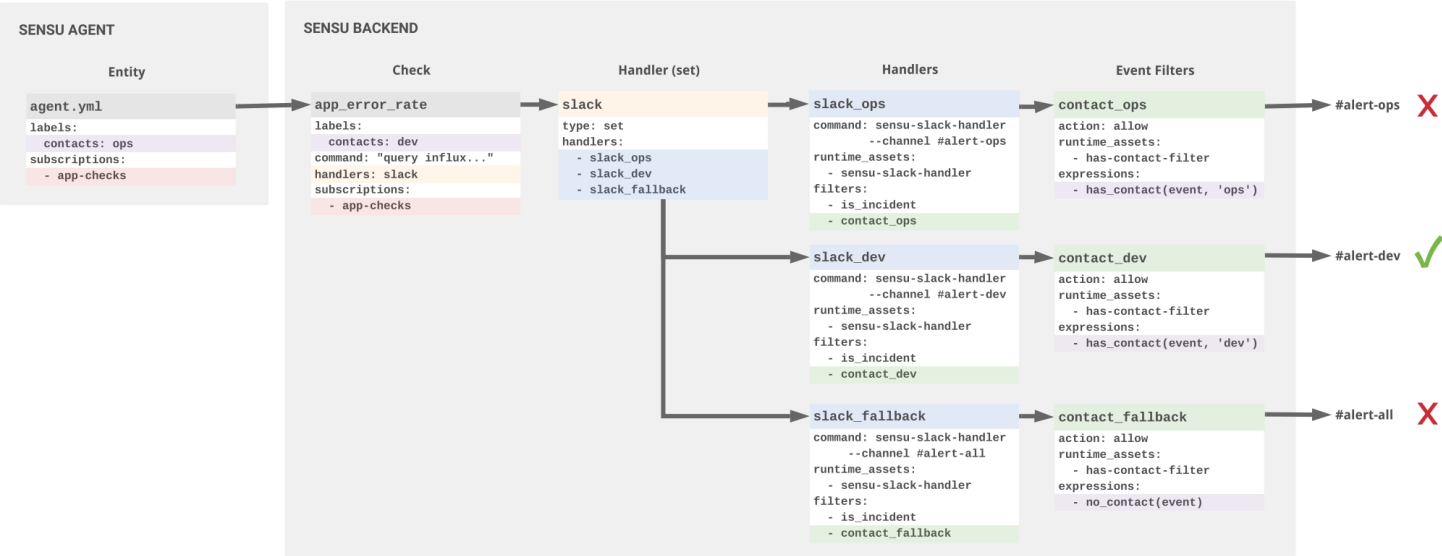 SENSU AGENT
Entity
agent.yml
labels:
contacts: ops
subscriptions:
- app-checks
SENSU BACKEND
Check
app_error_rate
labels:
contacts: dev
command: "query influx..."
handlers: slack
subscriptions:
- app-checks
Handler (set)
slack
type: set
handlers:
- slack_ops
- slack_dev
- slack_fallback
Handlers
slack_ops
command: sensu-slack-handler
--channel #alert-ops
runtime_assets:
- sensu-slack-handler
filters:
- is_incident
- contact_ops
slack_dev
command: sensu-slack-handler
--channel #alert-dev
runtime_assets:
- sensu-slack-handler
filters:
- is_incident
- contact_dev
slack_fallback
command: sensu-slack-handler
--channel #alert-all
runtime_assets:
- sensu-slack-handler
filters:
- is_incident
- contact_fallback
Event Filters
contact_ops
action: allow
runtime_assets:
- has-contact-filter
expressions:
- has_contact(event, 'ops')
contact_dev
action: allow
runtime_assets:
- has-contact-filter
expressions:
- has_contact(event, 'dev')
contact_fallback
action: allow
runtime_assets:
- has-contact-filter
expressions:
- no_contact(event)
#alert-ops
#alert-dev
#alert-all